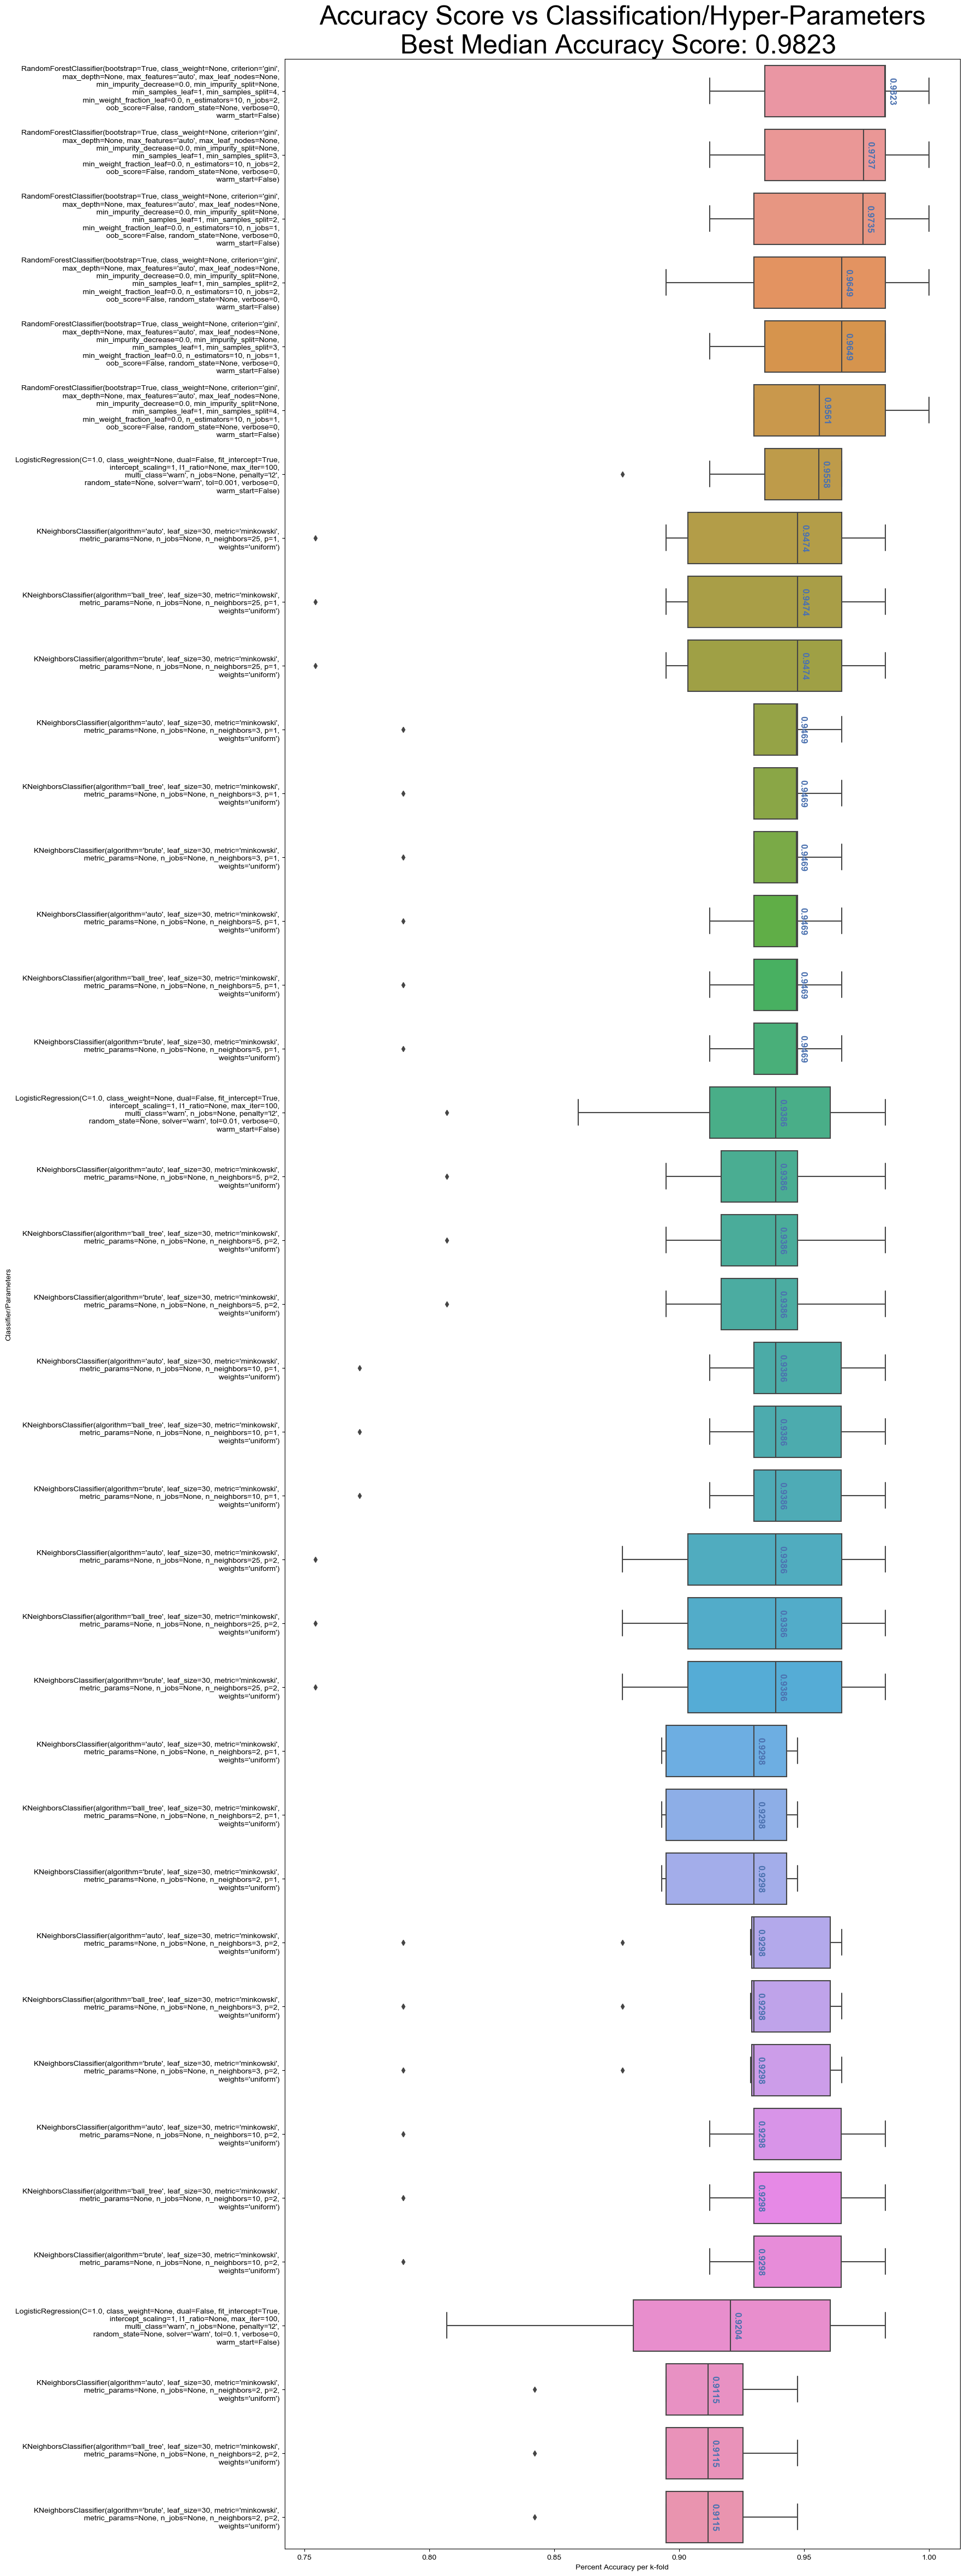 Accuracy Score vs Classification/Hyper-Parameters
Best Median Accuracy Score: 0.9823
RandomForestClassifier(bootstrap=True, class_weight=None, criterion='gini',
max_depth=None, max_features='auto', max_leaf_nodes=None,
min_impurity_decrease=0.0, min_impurity_split=None,
min_samples_leaf=1, min_samples_split=4,
min_weight_fraction_leaf=0.0, n_estimators=10, n_jobs=2,
oob_score=False, random_state=None, verbose=0,
warm_start=False)
0.9823
RandomForestClassifier(bootstrap=True, class_weight=None, criterion='gini',
max_depth=None, max_features='auto', max_leaf_nodes=None,
min_impurity_decrease=0.0, min_impurity_split=None,
min_samples_leaf=1, min_samples_split=3,
min_weight_fraction_leaf=0.0, n_estimators=10, n_jobs=2,
oob_score=False, random_state=None, verbose=0,
warm_start=False)
0.9737
RandomForestClassifier(bootstrap=True, class_weight=None, criterion='gini',
max_depth=None, max_features='auto', max_leaf_nodes=None,
min_impurity_decrease=0.0, min_impurity_split=None,
min_samples_leaf=1, min_samples_split=2,
min_weight_fraction_leaf=0.0, n_estimators=10, n_jobs=1,
oob_score=False, random_state=None, verbose=0,
warm_start=False)
0.9735
RandomForestClassifier(bootstrap=True, class_weight=None, criterion='gini',
max_depth=None, max_features='auto', max_leaf_nodes=None,
min_impurity_decrease=0.0, min_impurity_split=None,
min_samples_leaf=1, min_samples_split=2,
min_weight_fraction_leaf=0.0, n_estimators=10, n_jobs=2,
oob_score=False, random_state=None, verbose=0,
warm_start=False)
0.9649
RandomForestClassifier(bootstrap=True, class_weight=None, criterion='gini',
max_depth=None, max_features='auto', max_leaf_nodes=None,
min_impurity_decrease=0.0, min_impurity_split=None,
min_samples_leaf=1, min_samples_split=3,
min_weight_fraction_leaf=0.0, n_estimators=10, n_jobs=1,
oob_score=False, random_state=None, verbose=0,
warm_start=False)
0.9649
RandomForestClassifier(bootstrap=True, class_weight=None, criterion='gini',
max_depth=None, max_features='auto', max_leaf_nodes=None,
min_impurity_decrease=0.0, min_impurity_split=None,
min_samples_leaf=1, min_samples_split=4,
min_weight_fraction_leaf=0.0, n_estimators=10, n_jobs=1,
oob_score=False, random_state=None, verbose=0,
warm_start=False)
0.9561
LogisticRegression(C=1.0, class_weight=None, dual=False, fit_intercept=True,
intercept_scaling=1, l1_ratio=None, max_iter=100,
multi_class='warn', n_jobs=None, penalty='l2',
random_state=None, solver='warn', tol=0.001, verbose=0,
warm_start=False)
0.9558
KNeighborsClassifier(algorithm='auto', leaf_size=30, metric='minkowski',
metric_params=None, n_jobs=None, n_neighbors=25, p=1,
weights='uniform')
0.9474
KNeighborsClassifier(algorithm='ball_tree', leaf_size=30, metric='minkowski',
metric_params=None, n_jobs=None, n_neighbors=25, p=1,
weights='uniform')
0.9474
KNeighborsClassifier(algorithm='brute', leaf_size=30, metric='minkowski',
metric_params=None, n_jobs=None, n_neighbors=25, p=1,
weights='uniform')
0.9474
KNeighborsClassifier(algorithm='auto', leaf_size=30, metric='minkowski',
metric_params=None, n_jobs=None, n_neighbors=3, p=1,
weights='uniform')
0.9469
KNeighborsClassifier(algorithm='ball_tree', leaf_size=30, metric='minkowski',
metric_params=None, n_jobs=None, n_neighbors=3, p=1,
weights='uniform')
0.9469
KNeighborsClassifier(algorithm='brute', leaf_size=30, metric='minkowski',
metric_params=None, n_jobs=None, n_neighbors=3, p=1,
weights='uniform')
0.9469
KNeighborsClassifier(algorithm='auto', leaf_size=30, metric='minkowski',
metric_params=None, n_jobs=None, n_neighbors=5, p=1,
weights='uniform')
0.9469
KNeighborsClassifier(algorithm='ball_tree', leaf_size=30, metric='minkowski',
metric_params=None, n_jobs=None, n_neighbors=5, p=1,
weights='uniform')
0.9469
KNeighborsClassifier(algorithm='brute', leaf_size=30, metric='minkowski',
metric_params=None, n_jobs=None, n_neighbors=5, p=1,
weights='uniform')
0.9469
LogisticRegression(C=1.0, class_weight=None, dual=False, fit_intercept=True,
intercept_scaling=1, l1_ratio=None, max_iter=100,
multi_class='warn', n_jobs=None, penalty='l2',
random_state=None, solver='warn', tol=0.01, verbose=0,
warm_start=False)
0.9386
KNeighborsClassifier(algorithm='auto', leaf_size=30, metric='minkowski',
metric_params=None, n_jobs=None, n_neighbors=5, p=2,
weights='uniform')
0.9386
KNeighborsClassifier(algorithm='ball_tree', leaf_size=30, metric='minkowski',
metric_params=None, n_jobs=None, n_neighbors=5, p=2,
weights='uniform')
0.9386
Classifier/Parameters
KNeighborsClassifier(algorithm='brute', leaf_size=30, metric='minkowski',
metric_params=None, n_jobs=None, n_neighbors=5, p=2,
weights='uniform')
0.9386
KNeighborsClassifier(algorithm='auto', leaf_size=30, metric='minkowski',
metric_params=None, n_jobs=None, n_neighbors=10, p=1,
weights='uniform')
0.9386
KNeighborsClassifier(algorithm='ball_tree', leaf_size=30, metric='minkowski',
metric_params=None, n_jobs=None, n_neighbors=10, p=1,
weights='uniform')
0.9386
KNeighborsClassifier(algorithm='brute', leaf_size=30, metric='minkowski',
metric_params=None, n_jobs=None, n_neighbors=10, p=1,
weights='uniform')
0.9386
KNeighborsClassifier(algorithm='auto', leaf_size=30, metric='minkowski',
metric_params=None, n_jobs=None, n_neighbors=25, p=2,
weights='uniform')
0.9386
KNeighborsClassifier(algorithm='ball_tree', leaf_size=30, metric='minkowski',
metric_params=None, n_jobs=None, n_neighbors=25, p=2,
weights='uniform')
0.9386
KNeighborsClassifier(algorithm='brute', leaf_size=30, metric='minkowski',
metric_params=None, n_jobs=None, n_neighbors=25, p=2,
weights='uniform')
0.9386
KNeighborsClassifier(algorithm='auto', leaf_size=30, metric='minkowski',
metric_params=None, n_jobs=None, n_neighbors=2, p=1,
weights='uniform')
0.9298
KNeighborsClassifier(algorithm='ball_tree', leaf_size=30, metric='minkowski',
metric_params=None, n_jobs=None, n_neighbors=2, p=1,
weights='uniform')
0.9298
KNeighborsClassifier(algorithm='brute', leaf_size=30, metric='minkowski',
metric_params=None, n_jobs=None, n_neighbors=2, p=1,
weights='uniform')
0.9298
KNeighborsClassifier(algorithm='auto', leaf_size=30, metric='minkowski',
metric_params=None, n_jobs=None, n_neighbors=3, p=2,
weights='uniform')
0.9298
KNeighborsClassifier(algorithm='ball_tree', leaf_size=30, metric='minkowski',
metric_params=None, n_jobs=None, n_neighbors=3, p=2,
weights='uniform')
0.9298
KNeighborsClassifier(algorithm='brute', leaf_size=30, metric='minkowski',
metric_params=None, n_jobs=None, n_neighbors=3, p=2,
weights='uniform')
0.9298
KNeighborsClassifier(algorithm='auto', leaf_size=30, metric='minkowski',
metric_params=None, n_jobs=None, n_neighbors=10, p=2,
weights='uniform')
0.9298
KNeighborsClassifier(algorithm='ball_tree', leaf_size=30, metric='minkowski',
metric_params=None, n_jobs=None, n_neighbors=10, p=2,
weights='uniform')
0.9298
KNeighborsClassifier(algorithm='brute', leaf_size=30, metric='minkowski',
metric_params=None, n_jobs=None, n_neighbors=10, p=2,
weights='uniform')
0.9298
LogisticRegression(C=1.0, class_weight=None, dual=False, fit_intercept=True,
intercept_scaling=1, l1_ratio=None, max_iter=100,
multi_class='warn', n_jobs=None, penalty='l2',
random_state=None, solver='warn', tol=0.1, verbose=0,
warm_start=False)
0.9204
KNeighborsClassifier(algorithm='auto', leaf_size=30, metric='minkowski',
metric_params=None, n_jobs=None, n_neighbors=2, p=2,
weights='uniform')
0.9115
KNeighborsClassifier(algorithm='ball_tree', leaf_size=30, metric='minkowski',
metric_params=None, n_jobs=None, n_neighbors=2, p=2,
weights='uniform')
0.9115
KNeighborsClassifier(algorithm='brute', leaf_size=30, metric='minkowski',
metric_params=None, n_jobs=None, n_neighbors=2, p=2,
weights='uniform')
0.9115
0.75 0.80 0.85 0.90 0.95 1.00
Percent Accuracy per k-fold